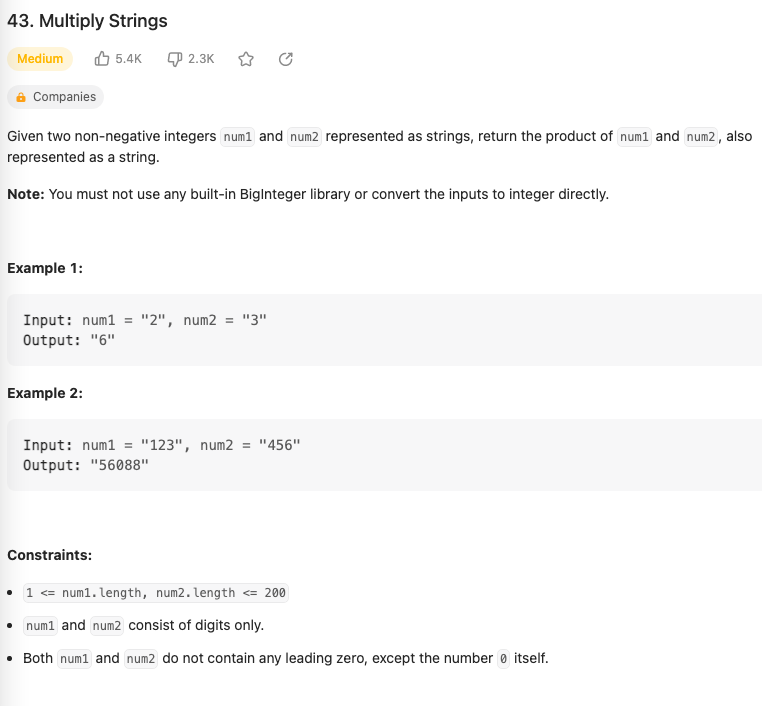 43. Multiply Strings
Medium 5.4K 2.3K
Companies
Given two non-negative integers num1 and num2 represented as strings, return the product of num1 and num2, also
represented as a string.
Note: You must not use any built-in BigInteger library or convert the inputs to integer directly.
Example 1:
Input: num1 = "2", num2 = "3"
Output: "6"
Example 2:
Input: num1 = "123", num2 = "456"
Output: "56088"
Constraints:
• 1 <= num1.length, num2.length <= 200
• num1 and num2 consist of digits only.
• Both num1 and num2 do not contain any leading zero, except the number 0 itself.